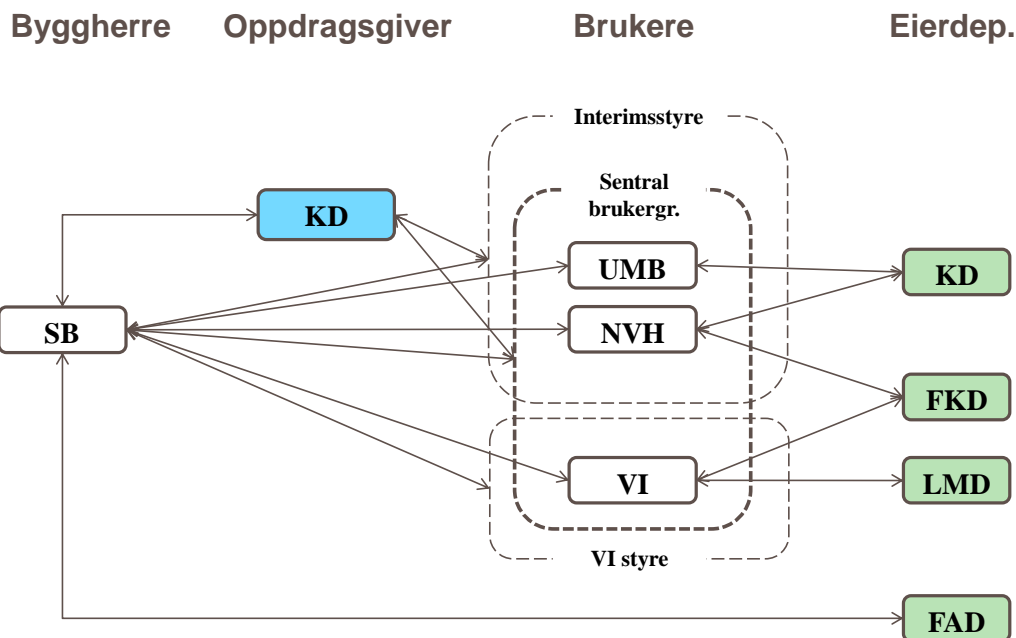 Byggherre Oppdragsgiver Brukere Eierdep.
Interimsstyre
Sentral
brukergr.
KD
UMB
KD
SB
NVH
FKD
VI
LMD
VI styre
FAD